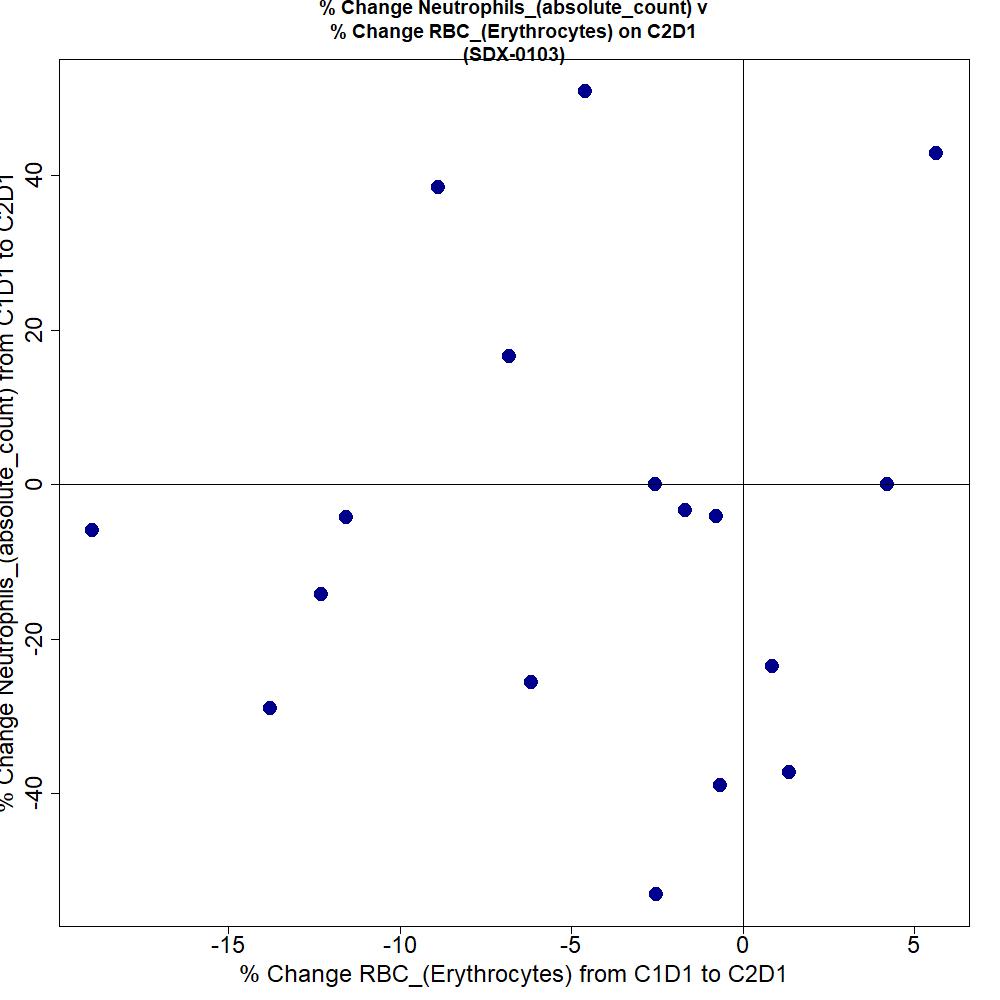 % Change Neutrophils_(absolute_count) v
% Change RBC_(Erythrocytes) on C2D1
(SDX-0103)
% Change Neutrophils_(absolute_count) from C1D1 to C2D1
40
20
0
-20
-40
-15
-10
-5
0
5
% Change RBC_(Erythrocytes) from C1D1 to C2D1